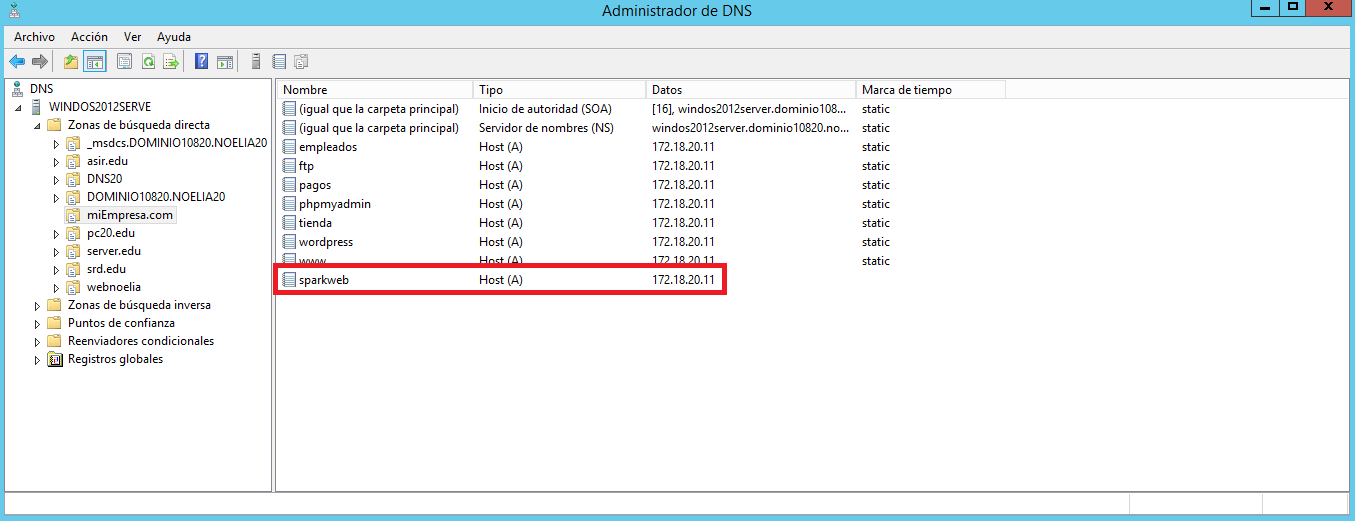 Administrador de DNS
Archivo Acción Ver Ayuda
DNS
WINDOS2012SERVE
Zonas de búsqueda directa
_msdcs.DOMINIO10820.NOELIA20
asir.edu
DNS20
DOMINIO10820.NOELIA20
miEmpresa.com
pc20.edu
server.edu
srd.edu
webnoelia
Zonas de búsqueda inversa
Puntos de confianza
Reenviadores condicionales
Registros globales
Nombre Tipo Datos Marca de tiempo
(igual que la carpeta principal) Inicio de autoridad (SOA) [16], windos2012server.dominio108... static
(igual que la carpeta principal) Servidor de nombres (NS) windos2012server.dominio10820.no... static
empleados Host (A) 172.18.20.11 static
ftp Host (A) 172.18.20.11 static
pagos Host (A) 172.18.20.11 static
phpmyadmin Host (A) 172.18.20.11 static
tienda Host (A) 172.18.20.11 static
wordpress Host (A) 172.18.20.11 static
www Host (A) 172.18.20.11 static
sparkweb Host (A) 172.18.20.11